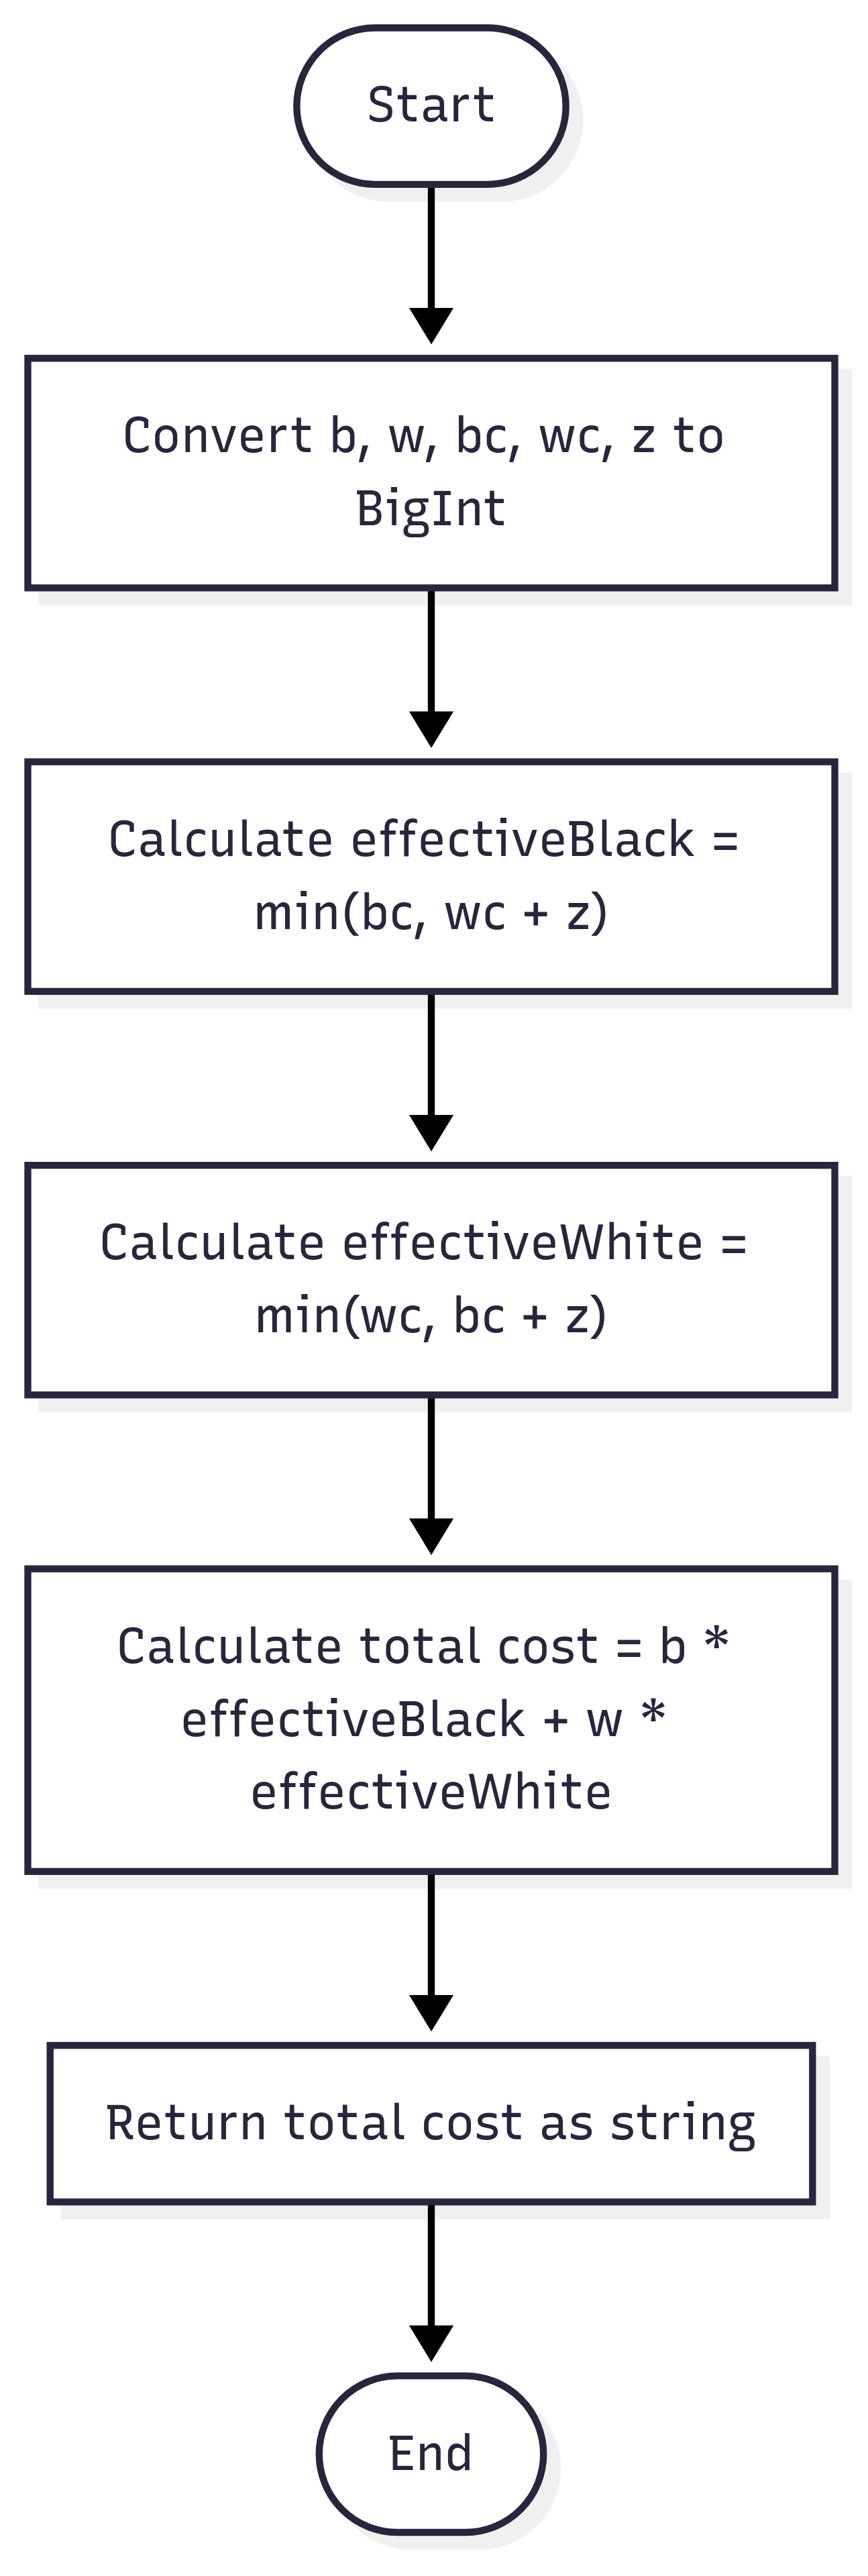 Start
Convert b, w, bc, wc, z to
BigInt
Calculate effectiveBlack =
min(bc, wc + z)
Calculate effectiveWhite =
min(wc, bc + z)
Calculate total cost = b *
effectiveBlack + w *
effectiveWhite
Return total cost as string
End